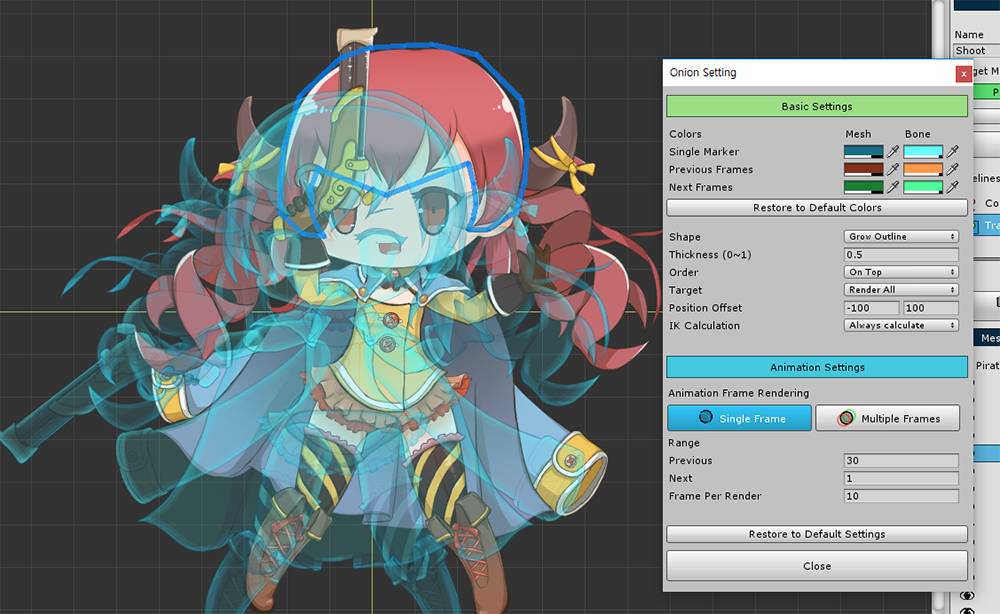 Onion Setting
x
Basic Settings
Colors Mesh Bone
Single Marker
Previous Frames
Next Frames
Restore to Default Colors
Shape Grow Outline
Thickness (0~1) 0.5
Order On Top
Target Render All
Position Offset -100 100
IK Calculation Always calculate
Animation Settings
Animation Frame Rendering
Single Frame Multiple Frames
Range
Previous 30
Next 1
Frame Per Render 10
Restore to Default Settings
Close
Name
Shoot
get M
P
elines
Co
Tra
Mes
Pirat